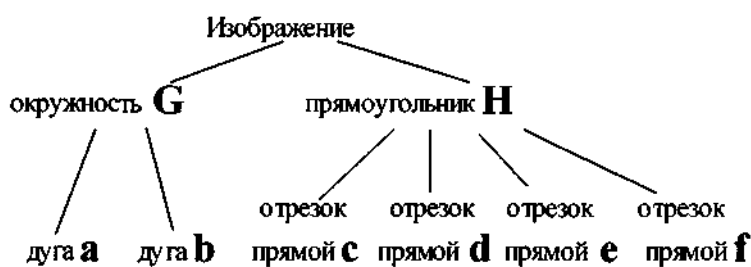 Изображение
окружность G прямоугольник H
отрезок отрезок отрезок отрезок
дуга a дуга b прямой c прямой d прямой e прямой f